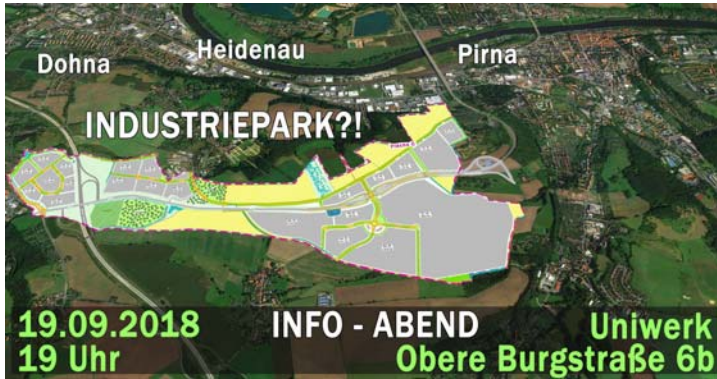 Dohna
Heidenau
Pirna
INDUSTRIEPARK?!
19.09.2018
19 Uhr
INFO - ABEND
Uniwerk
Obere Burgstraße 6b